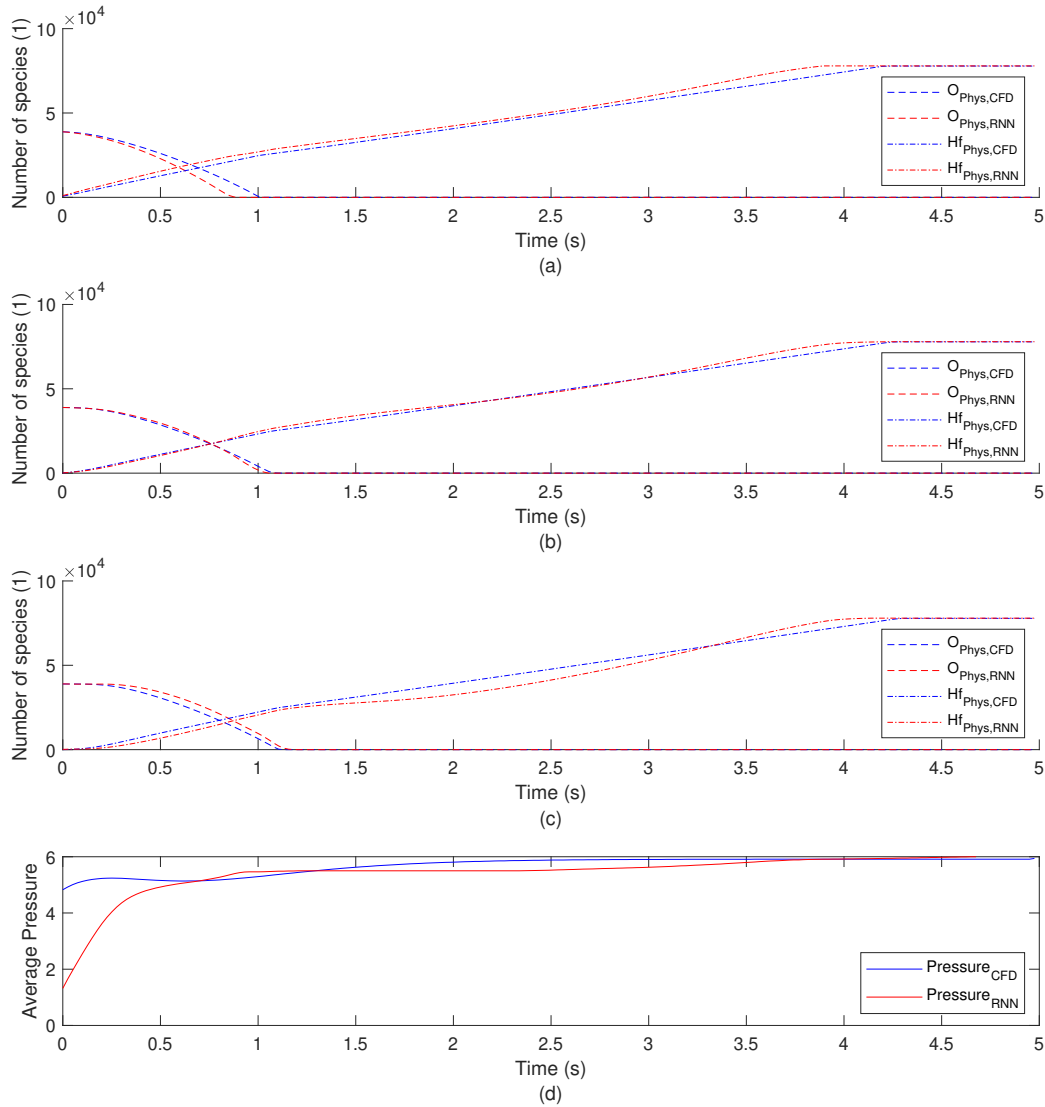 ×10⁴
Number of species (1)
10
5
0
0 0.5 1 1.5 2 2.5 3 3.5 4 4.5 5
Time (s)
(a)
O_Phys,CFD
O_Phys,RNN
Hf_Phys,CFD
Hf_Phys,RNN
×10⁴
Number of species (1)
10
5
0
0 0.5 1 1.5 2 2.5 3 3.5 4 4.5 5
Time (s)
(b)
O_Phys,CFD
O_Phys,RNN
Hf_Phys,CFD
Hf_Phys,RNN
×10⁴
Number of species (1)
10
5
0
0 0.5 1 1.5 2 2.5 3 3.5 4 4.5 5
Time (s)
(c)
O_Phys,CFD
O_Phys,RNN
Hf_Phys,CFD
Hf_Phys,RNN
Average Pressure
6
4
2
0
0 0.5 1 1.5 2 2.5 3 3.5 4 4.5 5
Time (s)
(d)
Pressure_CFD
Pressure_RNN